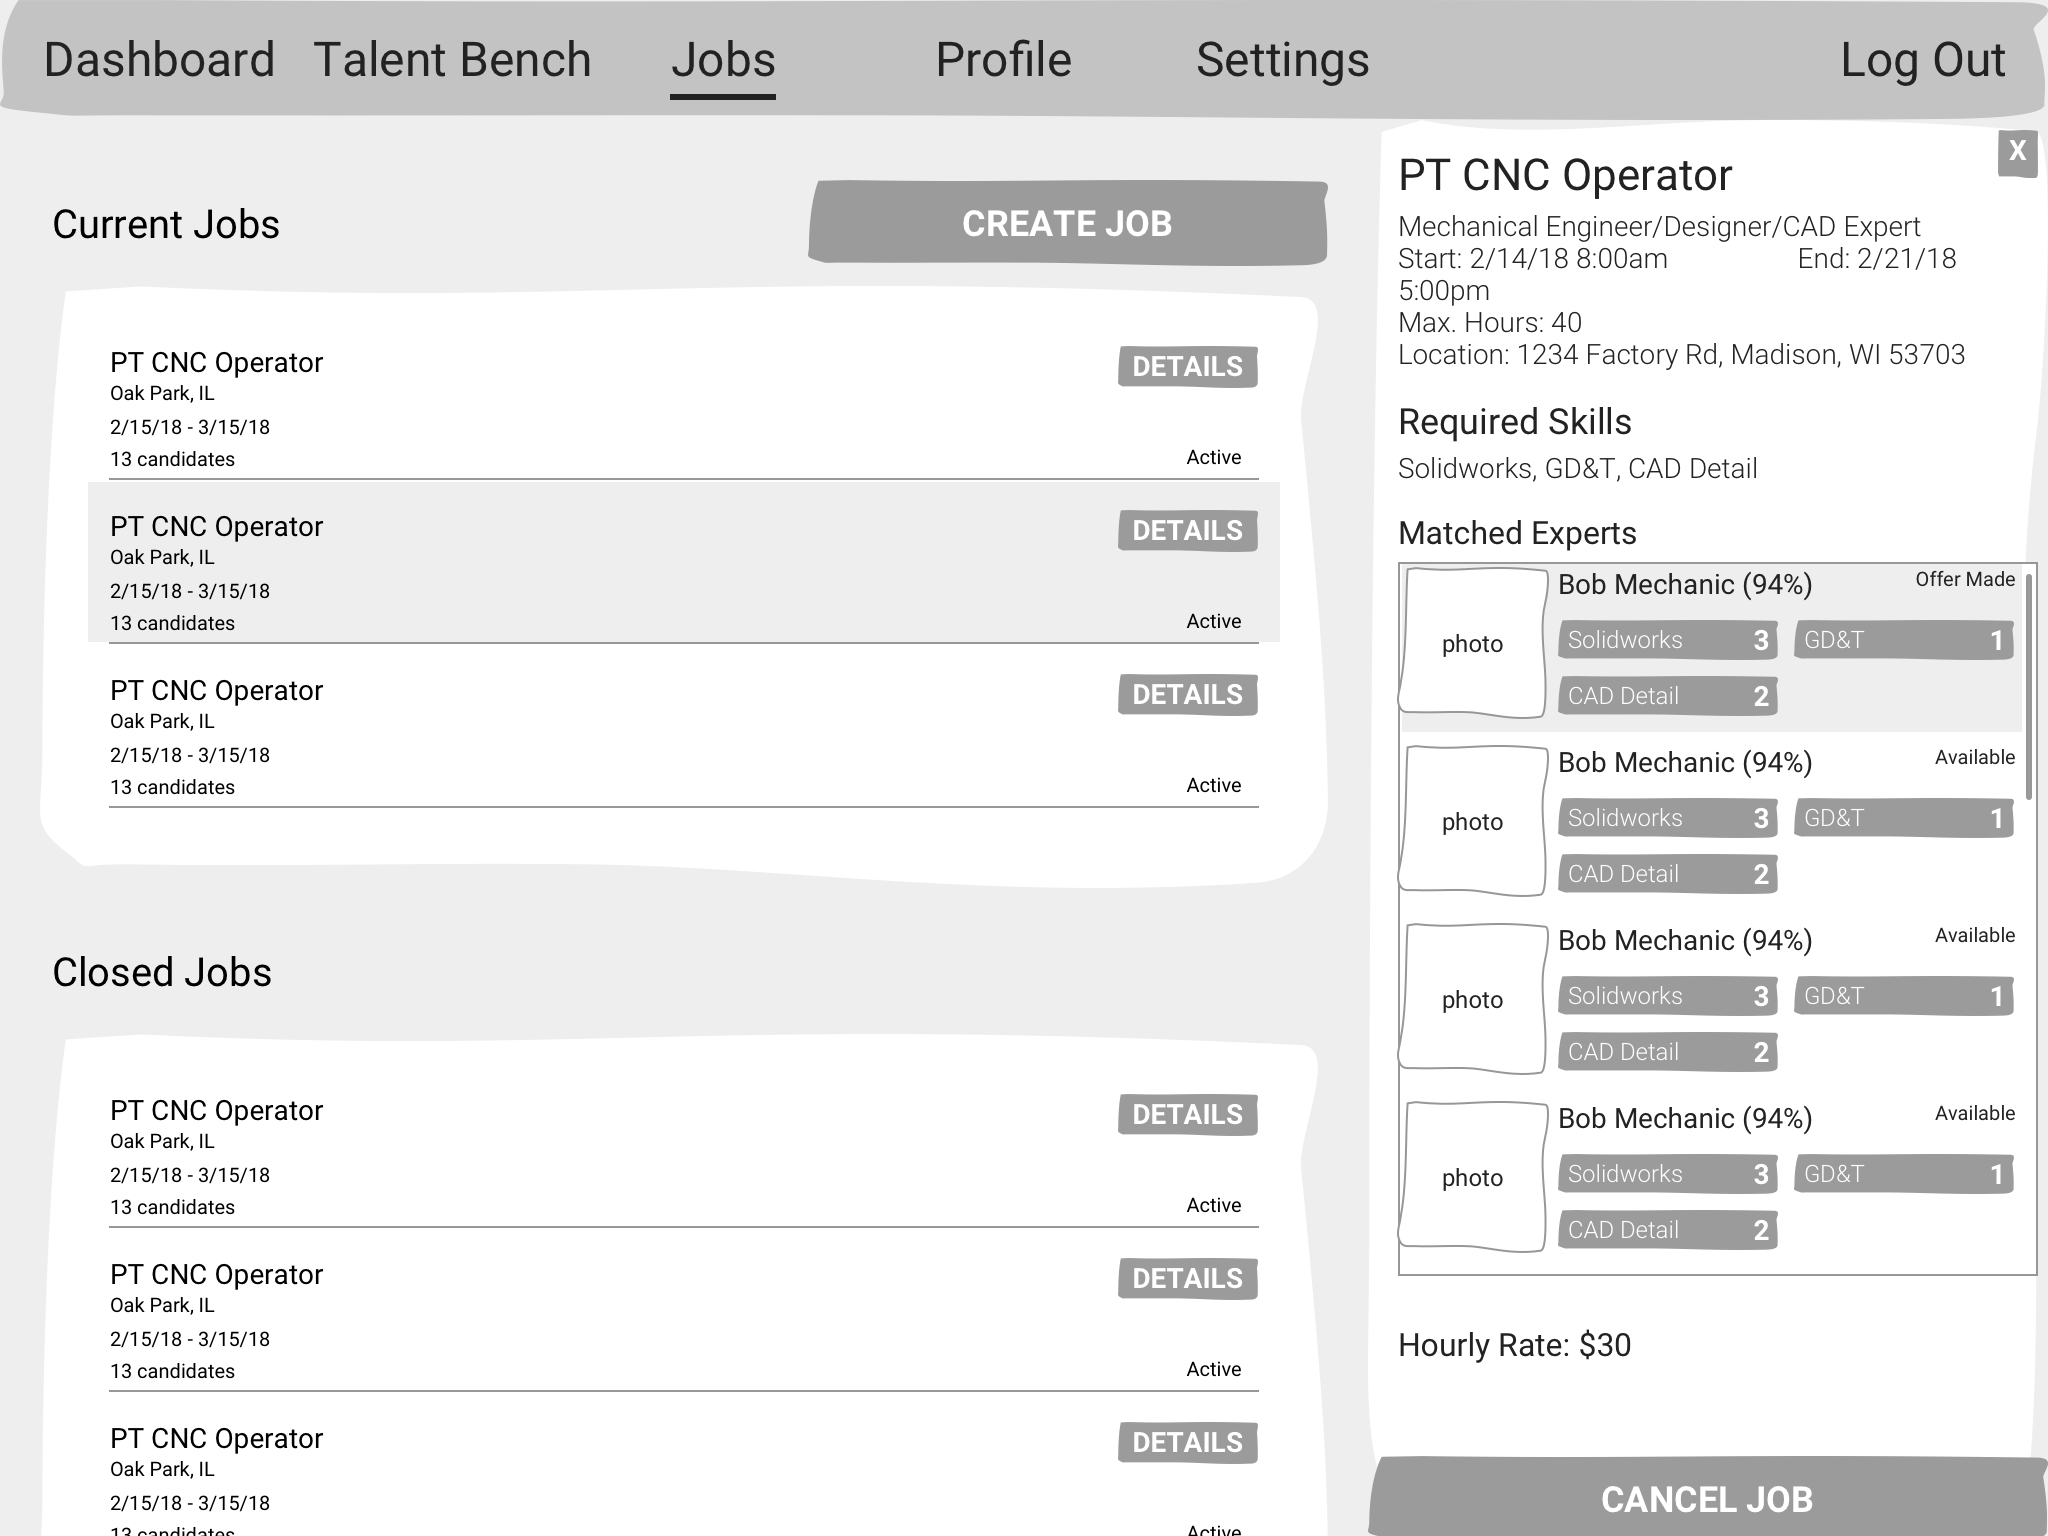 Dashboard Talent Bench Jobs Profile Settings Log Out
Current Jobs
CREATE JOB
PT CNC Operator
DETAILS
Oak Park, IL
2/15/18 - 3/15/18
13 candidates
Active
PT CNC Operator
DETAILS
Oak Park, IL
2/15/18 - 3/15/18
13 candidates
Active
PT CNC Operator
DETAILS
Oak Park, IL
2/15/18 - 3/15/18
13 candidates
Active
Closed Jobs
PT CNC Operator
DETAILS
Oak Park, IL
2/15/18 - 3/15/18
13 candidates
Active
PT CNC Operator
DETAILS
Oak Park, IL
2/15/18 - 3/15/18
13 candidates
Active
PT CNC Operator
DETAILS
Oak Park, IL
2/15/18 - 3/15/18
13 candidates
Active
X
PT CNC Operator
Mechanical Engineer/Designer/CAD Expert
Start: 2/14/18 8:00am End: 2/21/18
5:00pm
Max. Hours: 40
Location: 1234 Factory Rd, Madison, WI 53703
Required Skills
Solidworks, GD&T, CAD Detail
Matched Experts
photo
Bob Mechanic (94%)
Offer Made
Solidworks 3
GD&T 1
CAD Detail 2
photo
Bob Mechanic (94%)
Available
Solidworks 3
GD&T 1
CAD Detail 2
photo
Bob Mechanic (94%)
Available
Solidworks 3
GD&T 1
CAD Detail 2
photo
Bob Mechanic (94%)
Available
Solidworks 3
GD&T 1
CAD Detail 2
Hourly Rate: $30
CANCEL JOB